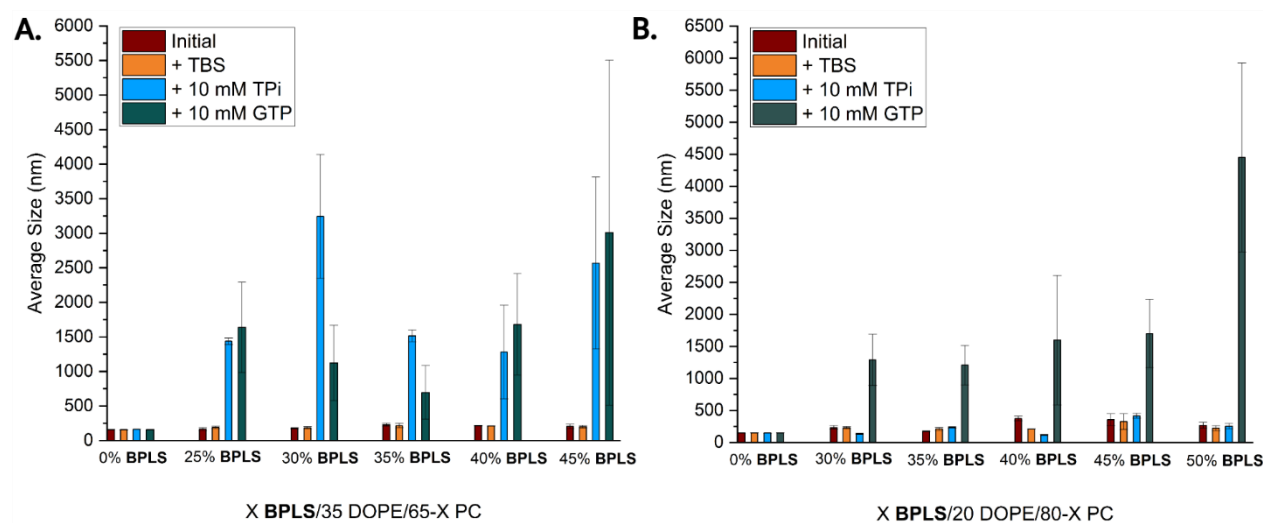 A.
Initial
+ TBS
+ 10 mM TPi
+ 10 mM GTP
Average Size (nm)
6000
5500
5000
4500
4000
3500
3000
2500
2000
1500
1000
500
0
0% BPLS 25% BPLS 30% BPLS 35% BPLS 40% BPLS 45% BPLS
X BPLS/35 DOPE/65-X PC
B.
Initial
+ TBS
+ 10 mM TPi
+ 10 mM GTP
Average Size (nm)
6500
6000
5500
5000
4500
4000
3500
3000
2500
2000
1500
1000
500
0
0% BPLS 30% BPLS 35% BPLS 40% BPLS 45% BPLS 50% BPLS
X BPLS/20 DOPE/80-X PC